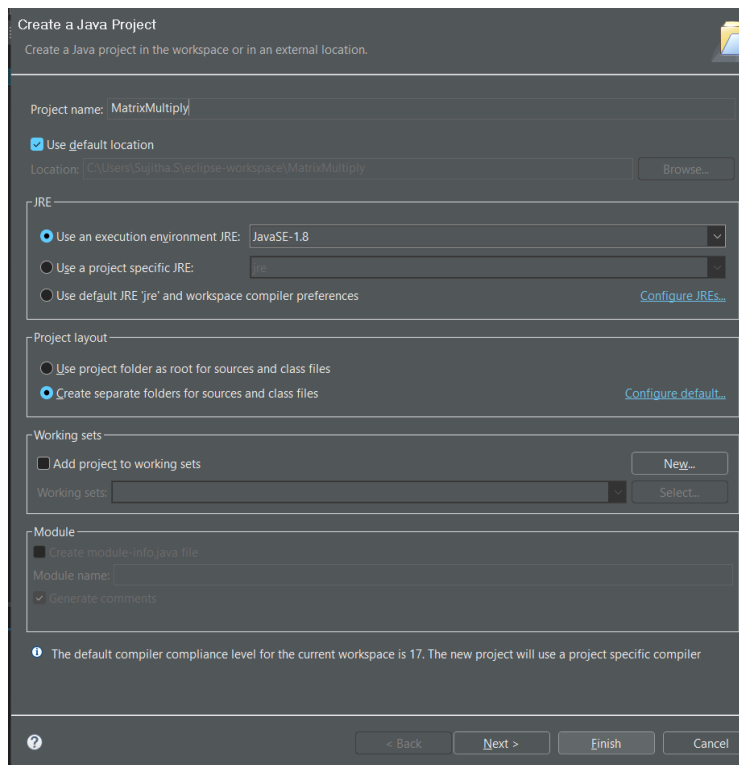 Create a Java Project
Create a Java project in the workspace or in an external location.
Project name: MatrixMultiply
Use default location
Location: C:\Users\Sujitha.S\eclipse-workspace\MatrixMultiply Browse...
JRE
Use an execution environment JRE: JavaSE-1.8
Use a project specific JRE: jre
Use default JRE 'jre' and workspace compiler preferences Configure JREs...
Project layout
Use project folder as root for sources and class files
Create separate folders for sources and class files Configure default...
Working sets
Add project to working sets New...
Working sets: Select...
Module
Create module-info.java file
Module name:
Generate comments
The default compiler compliance level for the current workspace is 17. The new project will use a project specific compiler
? < Back Next > Finish Cancel